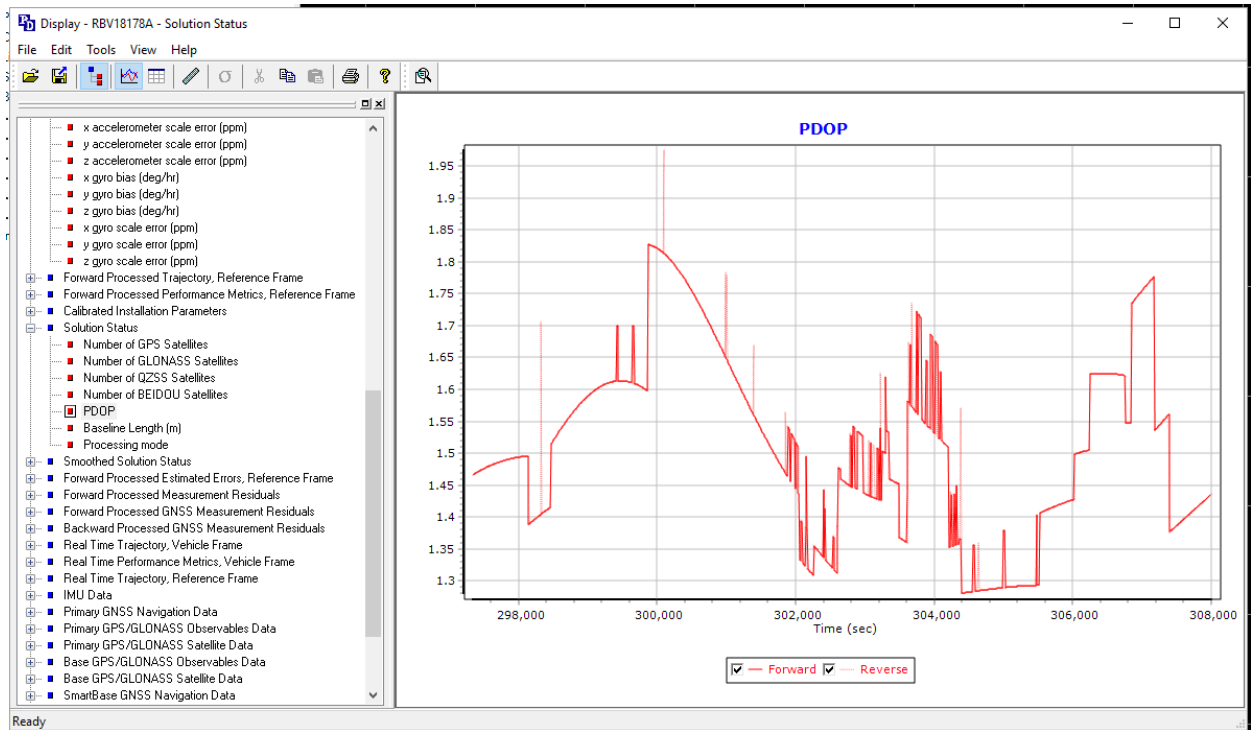 Display - RBV18178A - Solution Status
File Edit Tools View Help
x accelerometer scale error (ppm)
y accelerometer scale error (ppm)
z accelerometer scale error (ppm)
x gyro bias (deg/hr)
y gyro bias (deg/hr)
z gyro bias (deg/hr)
x gyro scale error (ppm)
y gyro scale error (ppm)
z gyro scale error (ppm)
Forward Processed Trajectory, Reference Frame
Forward Processed Performance Metrics, Reference Frame
Calibrated Installation Parameters
Solution Status
Number of GPS Satellites
Number of GLONASS Satellites
Number of QZSS Satellites
Number of BEIDOU Satellites
PDOP
Baseline Length (m)
Processing mode
Smoothed Solution Status
Forward Processed Estimated Errors, Reference Frame
Forward Processed Measurement Residuals
Forward Processed GNSS Measurement Residuals
Backward Processed GNSS Measurement Residuals
Real Time Trajectory, Vehicle Frame
Real Time Performance Metrics, Vehicle Frame
Real Time Trajectory, Reference Frame
IMU Data
Primary GNSS Navigation Data
Primary GPS/GLONASS Observables Data
Primary GPS/GLONASS Satellite Data
Base GPS/GLONASS Observables Data
Base GPS/GLONASS Satellite Data
SmartBase GNSS Navigation Data
PDOP
1.95
1.9
1.85
1.8
1.75
1.7
1.65
1.6
1.55
1.5
1.45
1.4
1.35
1.3
298,000 300,000 302,000 304,000 306,000 308,000
Time (sec)
Forward Reverse
Ready